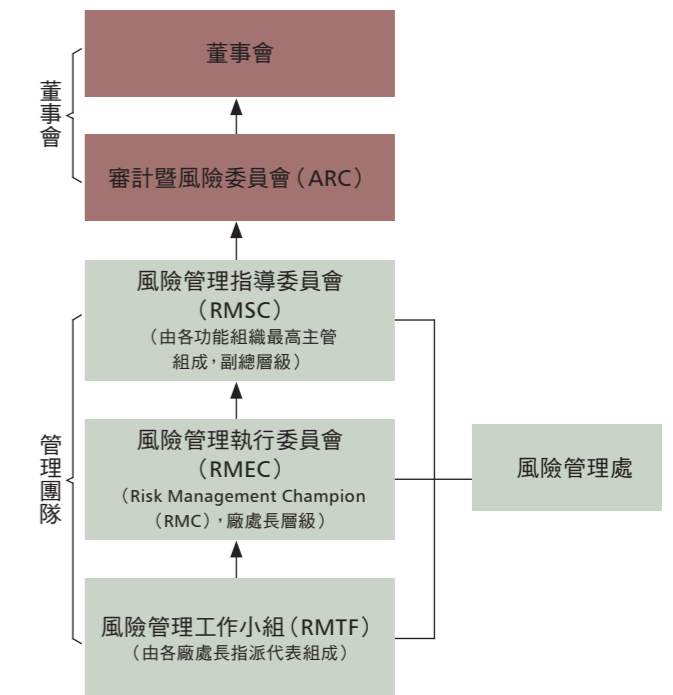 董事會
董事會
審計暨風險委員會（ARC）
管理團隊
風險管理指導委員會
（RMSC）
（由各功能組織最高主管
組成，副總層級）
風險管理執行委員會
（RMEC）
（Risk Management Champion
（RMC），廠處長層級）
風險管理工作小組（RMTF）
（由各廠處長指派代表組成）
風險管理處